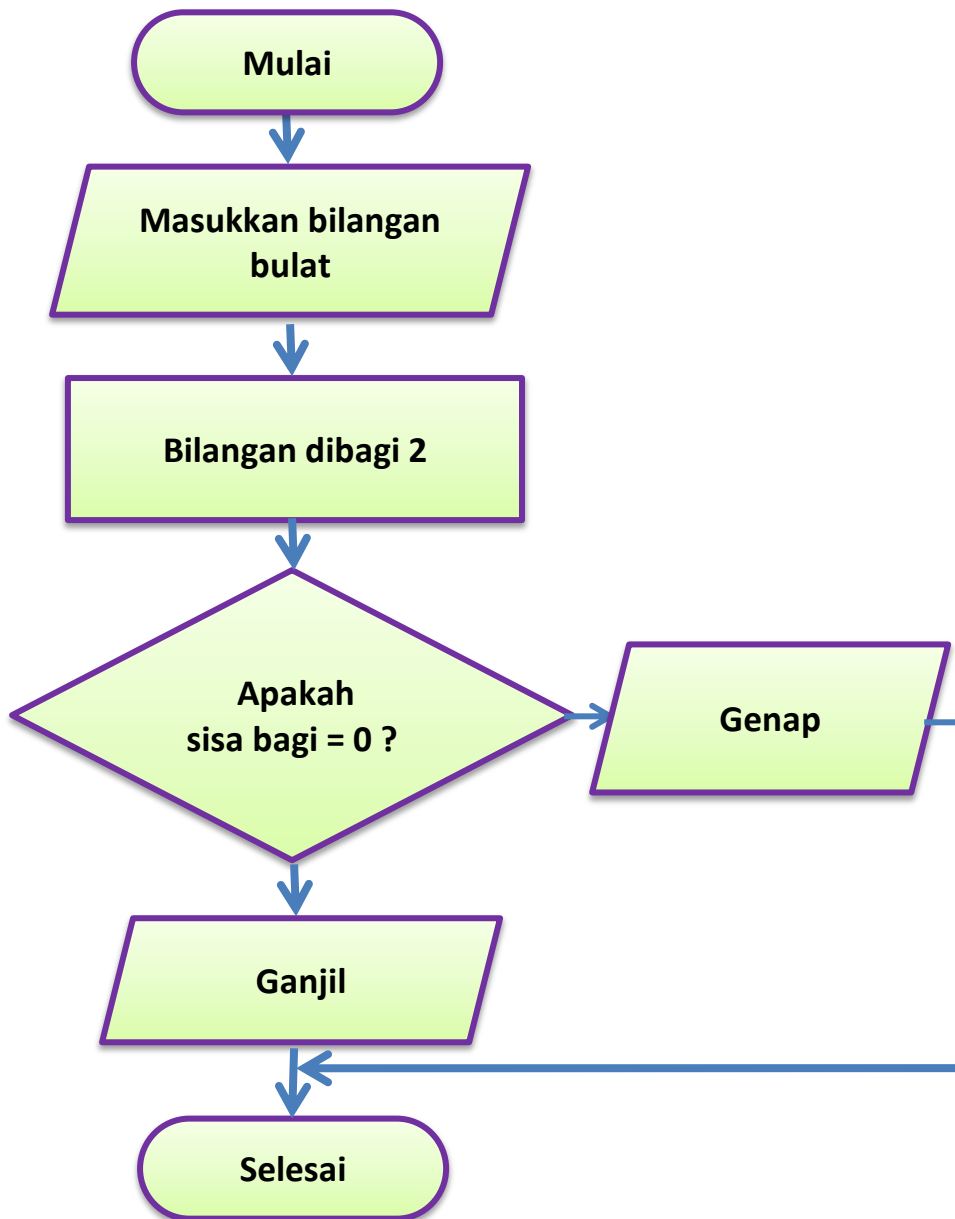 Mulai
Masukkan bilangan
bulat
Bilangan dibagi 2
Apakah
sisa bagi = 0 ?
Genap
Ganjil
Selesai